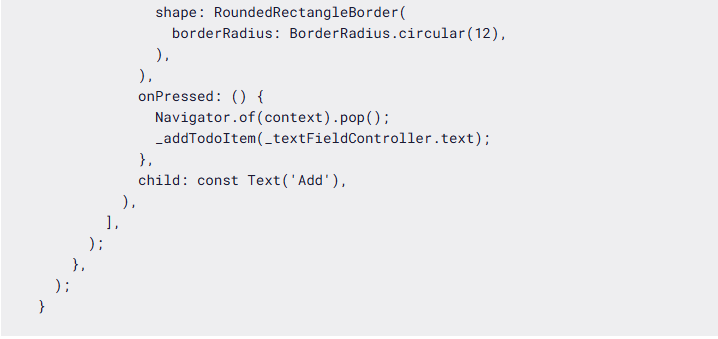 shape: RoundedRectangleBorder(
borderRadius: BorderRadius.circular(12),
),
),
onPressed: () {
Navigator.of(context).pop();
_addTodoItem(_textFieldController.text);
},
child: const Text('Add'),
),
],
);
},
);
}